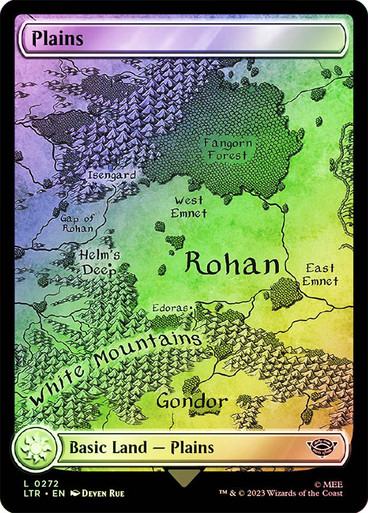 Plains
Fangorn
Forest
Isengard
West
Emnet
Gap of
Rohan
Helm's
Deep
Rohan
East
Emnet
Edoras
White Mountains
Gondor
Basic Land — Plains
L 0272
LTR • EN Deven Rue
© MEE
™ & © 2023 Wizards of the Coast